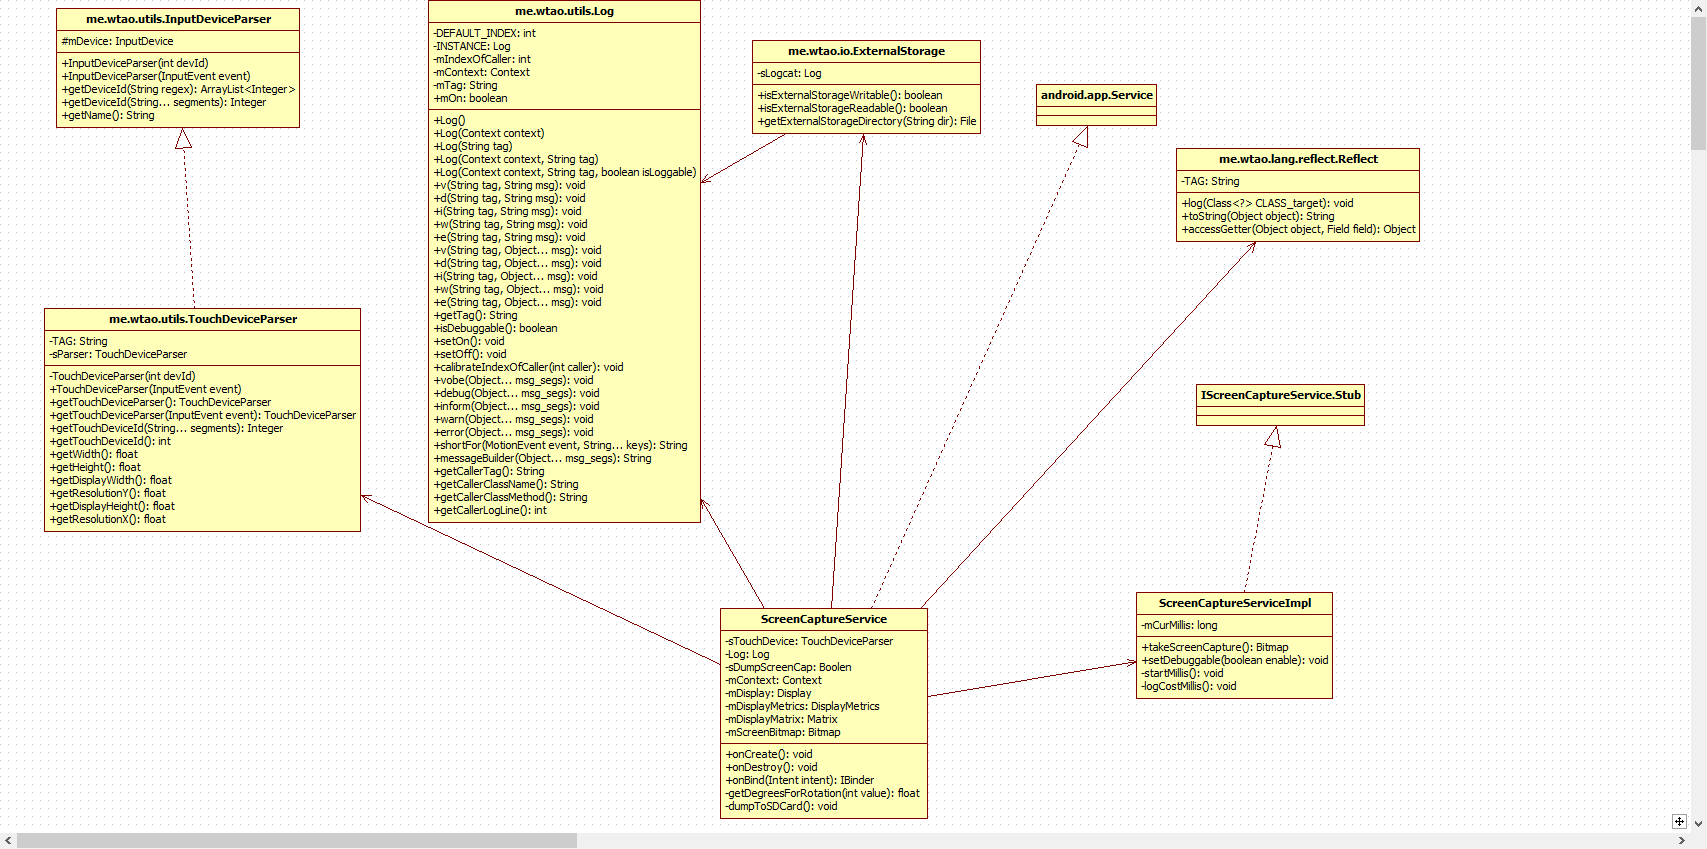 me.wtao.utils.InputDeviceParser
#mDevice: InputDevice
+InputDeviceParser(int devId)
+InputDeviceParser(InputEvent event)
+getDeviceId(String regex): ArrayList<Integer>
+getDeviceId(String... segments): Integer
+getName(): String
me.wtao.utils.Log
-DEFAULT_INDEX: int
-INSTANCE: Log
-mIndexOfCaller: int
-mContext: Context
-mTag: String
+mOn: boolean
+Log()
+Log(Context context)
+Log(String tag)
+Log(Context context, String tag)
+Log(Context context, String tag, boolean isLoggable)
+v(String tag, String msg): void
+d(String tag, String msg): void
+i(String tag, String msg): void
+w(String tag, String msg): void
+e(String tag, String msg): void
+v(String tag, Object... msg): void
+d(String tag, Object... msg): void
+i(String tag, Object... msg): void
+w(String tag, Object... msg): void
+e(String tag, Object... msg): void
+getTag(): String
+isDebuggable(): boolean
+setOn(): void
+setOff(): void
+calibrateIndexOfCaller(int caller): void
+vobe(Object... msg_segs): void
+debug(Object... msg_segs): void
+inform(Object... msg_segs): void
+warn(Object... msg_segs): void
+error(Object... msg_segs): void
+shortFor(MotionEvent event, String... keys): String
+messageBuilder(Object... msg_segs): String
+getCallerTag(): String
+getCallerClassName(): String
+getCallerClassMethod(): String
+getCallerLogLine(): int
me.wtao.io.ExternalStorage
-sLogcat: Log
+isExternalStorageWritable(): boolean
+isExternalStorageReadable(): boolean
+getExternalStorageDirectory(String dir): File
android.app.Service
me.wtao.lang.reflect.Reflect
-TAG: String
+log(Class<?> CLASS_target): void
+toString(Object object): String
+accessGetter(Object object, Field field): Object
me.wtao.utils.TouchDeviceParser
-TAG: String
-sParser: TouchDeviceParser
-TouchDeviceParser(int devId)
+TouchDeviceParser(InputEvent event)
+getTouchDeviceParser(): TouchDeviceParser
+getTouchDeviceParser(InputEvent event): TouchDeviceParser
+getTouchDeviceId(String... segments): Integer
+getTouchDeviceId(): int
+getWidth(): float
+getHeight(): float
+getDisplayWidth(): float
+getResolutionY(): float
+getDisplayHeight(): float
+getResolutionX(): float
IScreenCaptureService.Stub
ScreenCaptureServiceImpl
-mCurMillis: long
+takeScreenCapture(): Bitmap
+setDebuggable(boolean enable): void
-startMillis(): void
-logCostMillis(): void
ScreenCaptureService
-sTouchDevice: TouchDeviceParser
-Log: Log
-sDumpScreenCap: Boolen
-mContext: Context
-mDisplay: Display
-mDisplayMetrics: DisplayMetrics
-mDisplayMatrix: Matrix
-mScreenBitmap: Bitmap
+onCreate(): void
+onDestroy(): void
+onBind(Intent intent): IBinder
-getDegreesForRotation(int value): float
-dumpToSDCard(): void